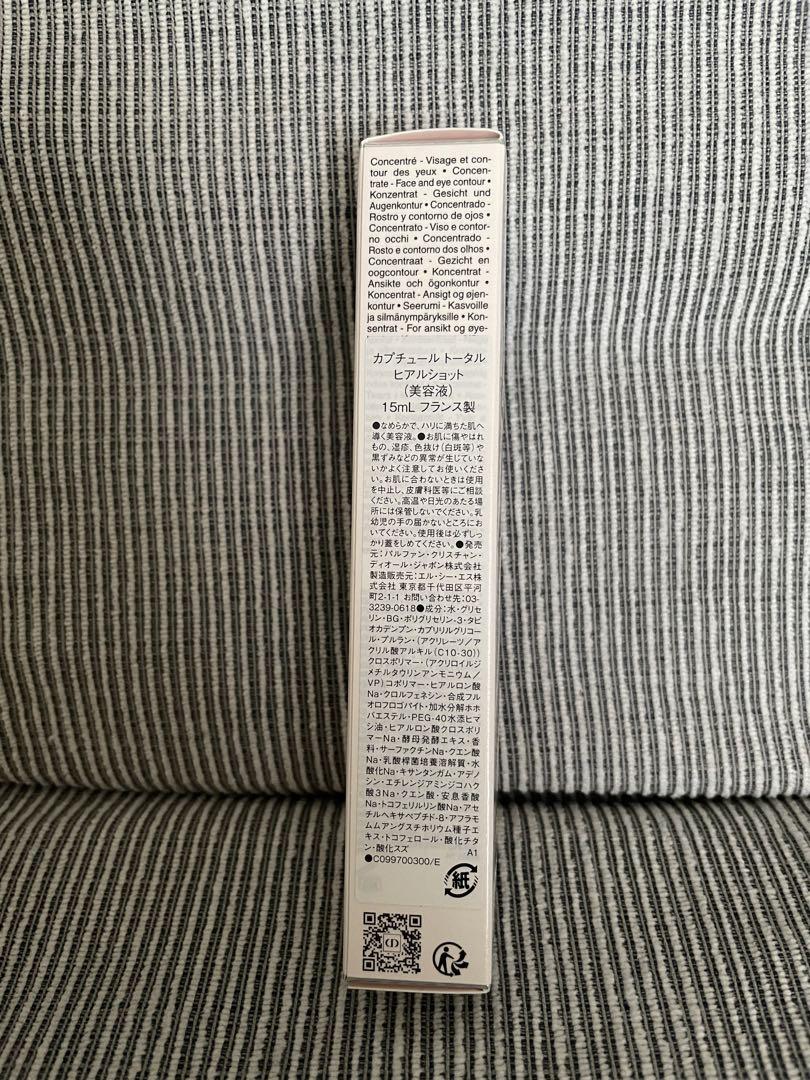 Concentré - Visage et con-
tour des yeux • Concen-
trate - Face and eye contour •
Konzentrat - Gesicht und
Augenkontur • Concentrado -
Rostro y contorno de ojos •
Concentrato - Viso e contor-
no occhi • Concentrado -
Rosto e contorno dos olhos •
Concentraat - Gezicht en
oogcontour • Koncentrat -
Ansikte och ögonkontur •
Koncentrat - Ansigt og øjen-
kontur • Seerumi - Kasvoille
ja silmänympäryksille • Kon-
sentrat - For ansikt og øye-
カプチュール トータル
ヒアルショット
(美容液)
15mL フランス製
●なめらかで、ハリに満ちた肌へ
導く美容液。●お肌に傷やはれ
もの、湿疹、色抜け(白斑等)や
黒ずみなどの異常が生じていな
いかよく注意してお使いくださ
い。お肌に合わないときは使用
を中止し、皮膚科医等にご相談
ください。高温や日光のあたる場
所には保管しないでください。乳
幼児の手の届かないところにお
いてください。使用後は必ずしっ
かり蓋をしめてください。●発売
元：パルファン・クリスチャン・
ディオール・ジャポン株式会社
製造販売元：エル・シー・エス株
式会社 東京都千代田区平河
町2-1-1 お問い合わせ先：03-
3239-0618●成分：水・グリセ
リン・BG・ポリグリセリン-3・タピ
オカデンプン・カプリリルグリコー
ル・プルラン・(アクリレーツ／ア
クリル酸アルキル(C10-30))
クロスポリマー・(アクリロイルジ
メチルタウリンアンモニウム／
VP)コポリマー・ヒアルロン酸
Na・クロルフェネシン・合成フル
オロフロゴパイト・加水分解ホホ
バエステル・PEG-40水添ヒマ
シ油・ヒアルロン酸クロスポリ
マーNa・酵母発酵エキス・香
料・サーファクチンNa・クエン酸
Na・乳酸桿菌培養溶解質・水
酸化Na・キサンタンガム・アデノ
シン・エチレンジアミンジコハク
酸3Na・クエン酸・安息香酸
Na・トコフェリルリン酸Na・アセ
チルヘキサペプチド-8・アフラモ
ムムアングスチホリウム種子エ
キス・トコフェロール・酸化チタ
ン・酸化スズ A1
●C099700300/E
紙
CD